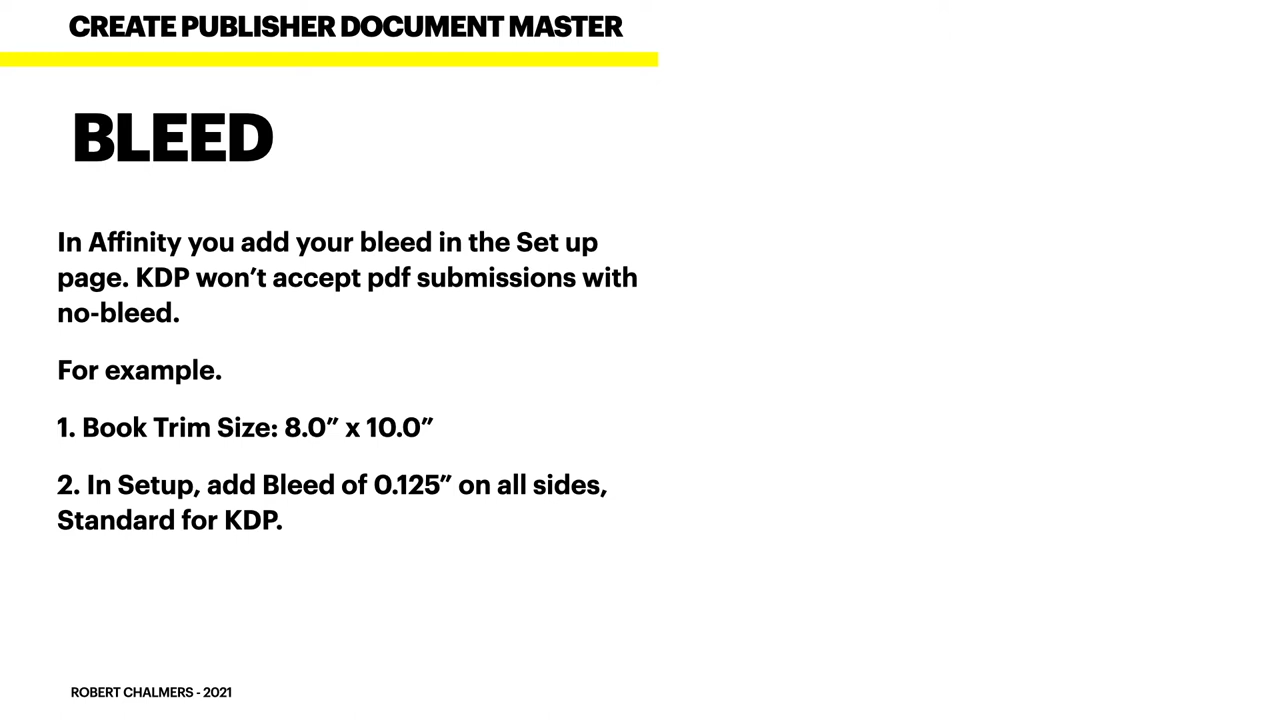 CREATE PUBLISHER DOCUMENT MASTER
BLEED
In Affinity you add your bleed in the Set up
page. KDP won’t accept pdf submissions with
no-bleed.
For example.
1. Book Trim Size: 8.0” x 10.0”
2. In Setup, add Bleed of 0.125” on all sides,
Standard for KDP.
ROBERT CHALMERS - 2021